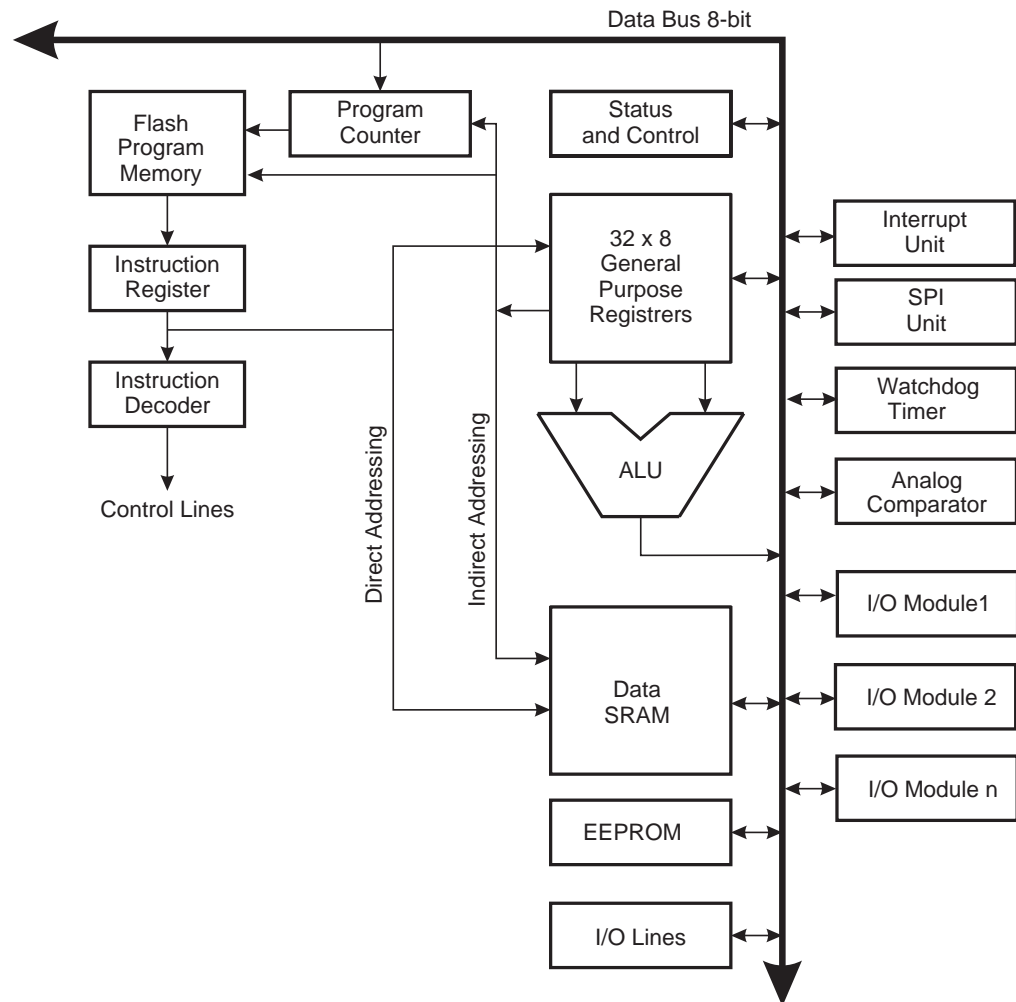 Data Bus 8-bit
Flash
Program
Memory
Program
Counter
Status
and Control
Interrupt
Unit
32 x 8
General
Purpose
Registrers
Instruction
Register
SPI
Unit
Instruction
Decoder
Watchdog
Timer
ALU
Analog
Comparator
Control Lines
Direct Addressing
Indirect Addressing
I/O Module1
Data
SRAM
I/O Module 2
I/O Module n
EEPROM
I/O Lines